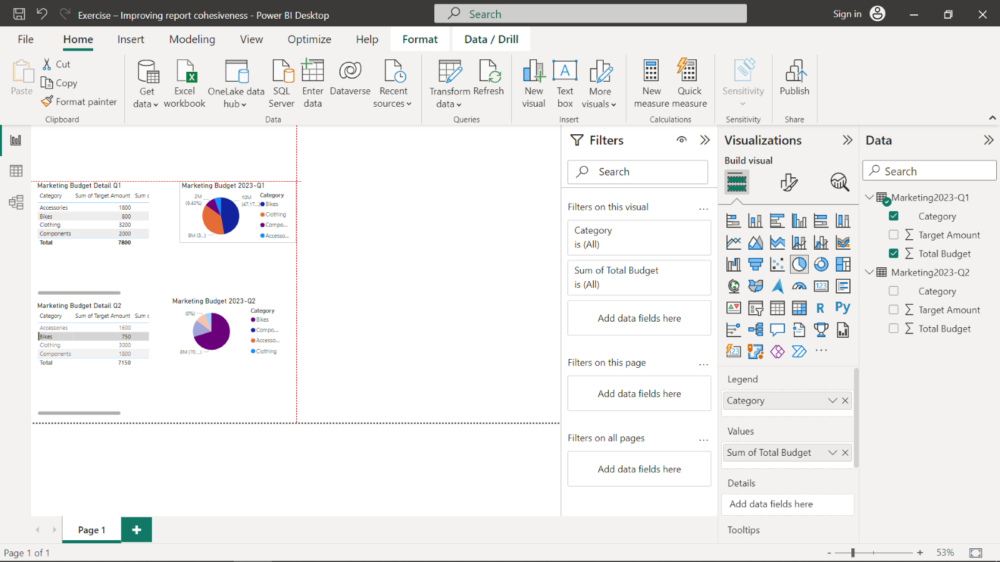 Exercise – Improving report cohesiveness - Power BI Desktop
Search
Sign in
File Home Insert Modeling View Optimize Help Format Data / Drill
Paste
Cut
Copy
Format painter
Clipboard
Get data
Excel workbook
OneLake data hub
SQL Server
Enter data
Dataverse
Recent sources
Data
Transform data
Refresh
Queries
New visual
Text box
More visuals
Insert
New measure
Quick measure
Calculations
Sensitivity
Sensitivity
Publish
Share
Marketing Budget Detail Q1
Category Sum of Target Amount Sum c
Accessories 1800
Bikes 800
Clothing 3200
Components 2000
Total 7800
Marketing Budget 2023-Q1
2M
(9.43%)
10M
(47.17...)
8M (3...)
Category
Bikes
Clothing
Compo...
Accesso...
Marketing Budget Detail Q2
Category Sum of Target Amount Sum c
Accessories 1600
Bikes 750
Clothing 3000
Components 1800
Total 7150
Marketing Budget 2023-Q2
(0%)
8M (70....)
Category
Bikes
Compo...
Accesso...
Clothing
Filters
Search
Filters on this visual ...
Category
is (All)
Sum of Total Budget
is (All)
Add data fields here
Filters on this page ...
Add data fields here
Filters on all pages ...
Add data fields here
Visualizations
Build visual
123
R
Py
123
...
Legend
Category
Values
Sum of Total Budget
Details
Add data fields here
Tooltips
Data
Search
Marketing2023-Q1
Category
∑ Target Amount
∑ Total Budget
Marketing2023-Q2
Category
∑ Target Amount
∑ Total Budget
Page 1
+
Page 1 of 1
- + 53%